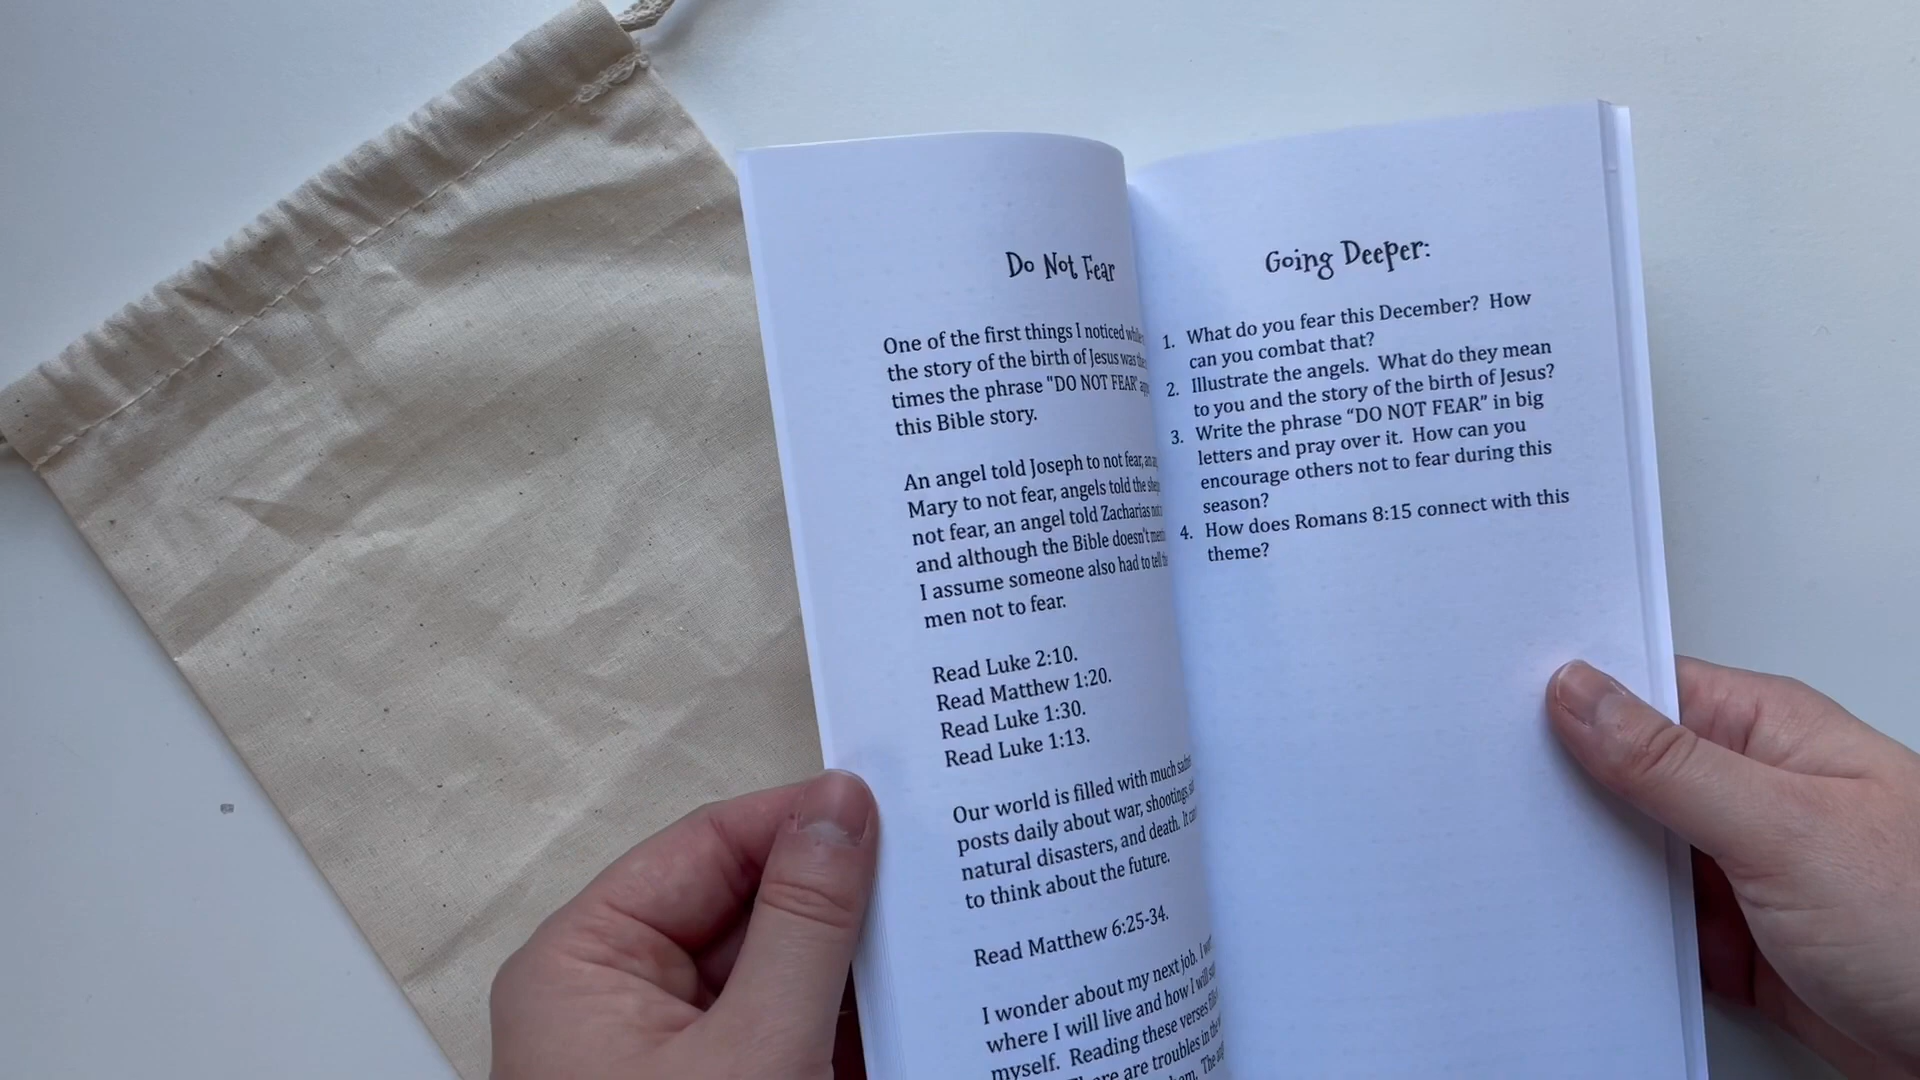 Do Not Fear
One of the first things I noticed
the story of the birth of Jesus was
times the phrase "DO NOT FEAR"
this Bible story.
An angel told Joseph to not fear,
Mary to not fear, angels told the
not fear, an angel told Zacharias
and although the Bible doesn't
I assume someone also had to tell
men not to fear.
Read Luke 2:10.
Read Matthew 1:20.
Read Luke 1:30.
Read Luke 1:13.
Our world is filled with much
posts daily about war, shootings,
natural disasters, and death. It
to think about the future.
Read Matthew 6:25-34.
I wonder about my next job. I
where I will live and how I will
myself. Reading these verses
are troubles in
The
Going Deeper:
1. What do you fear this December? How
can you combat that?
2. Illustrate the angels. What do they mean
to you and the story of the birth of Jesus?
3. Write the phrase “DO NOT FEAR” in big
letters and pray over it. How can you
encourage others not to fear during this
season?
4. How does Romans 8:15 connect with this
theme?